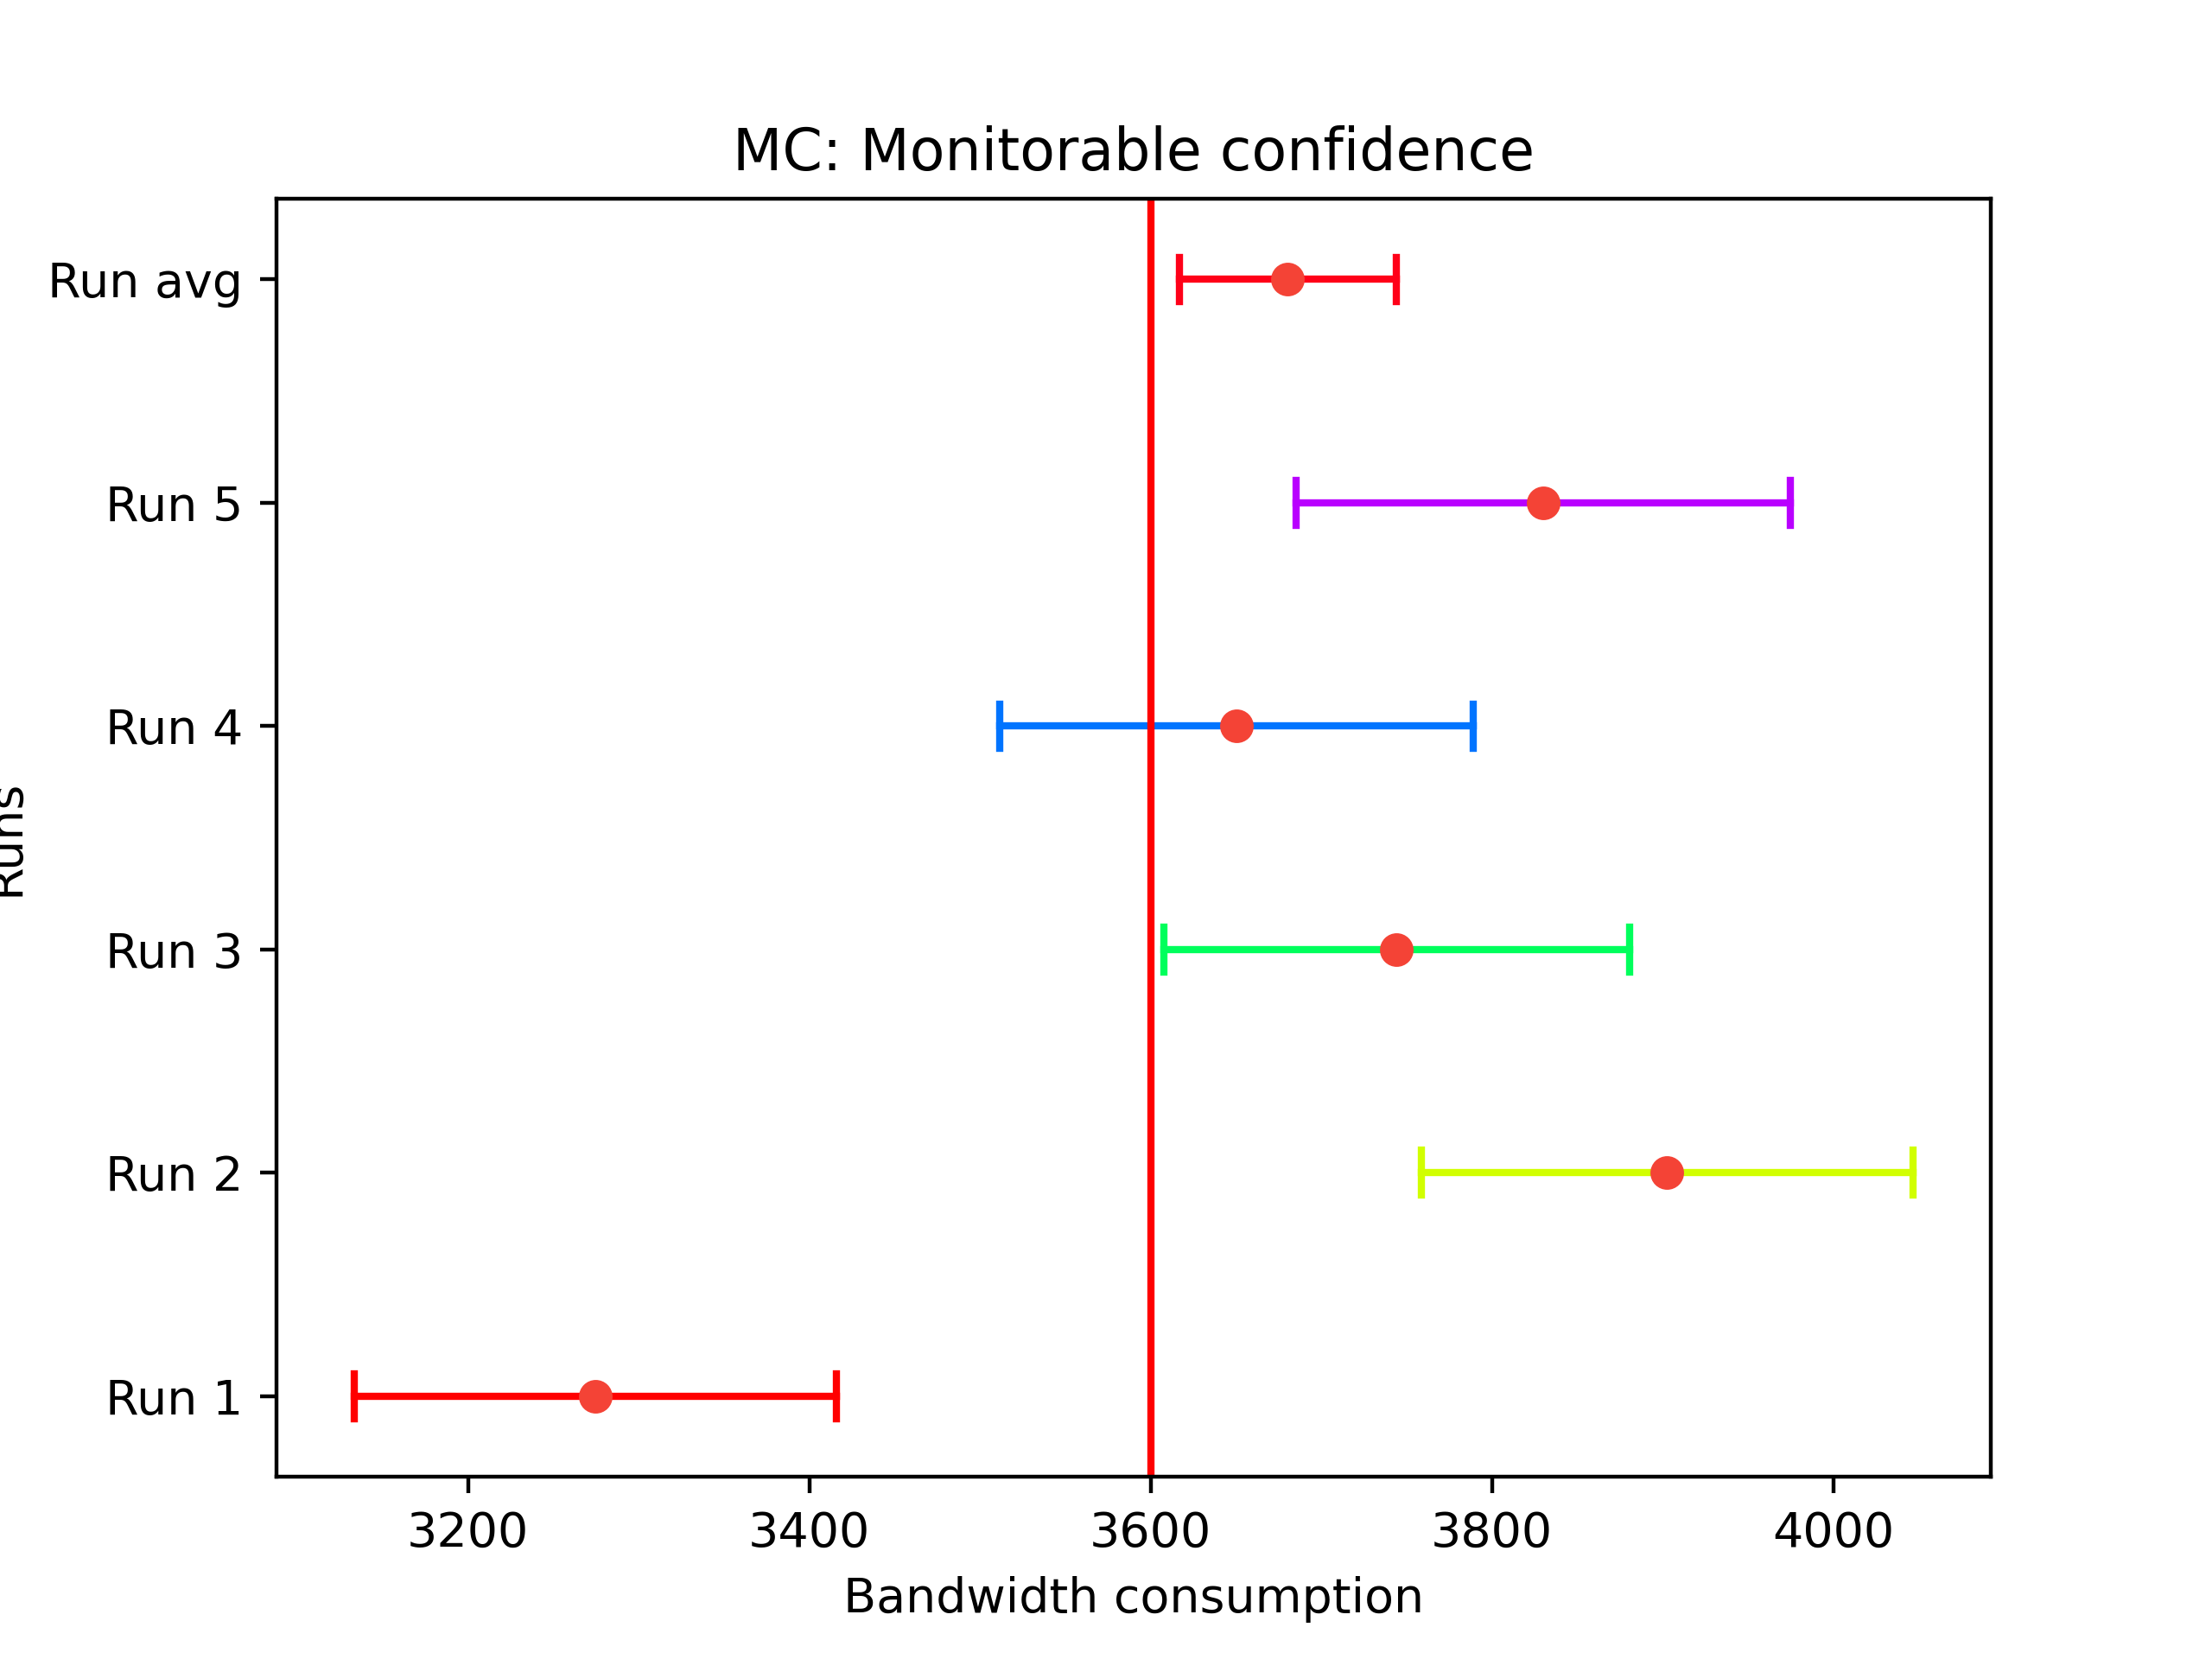 MC: Monitorable confidence
Run avg
Run 5
Run 4
Runs
Run 3
Run 2
Run 1
3200 3400 3600 3800 4000
Bandwidth consumption